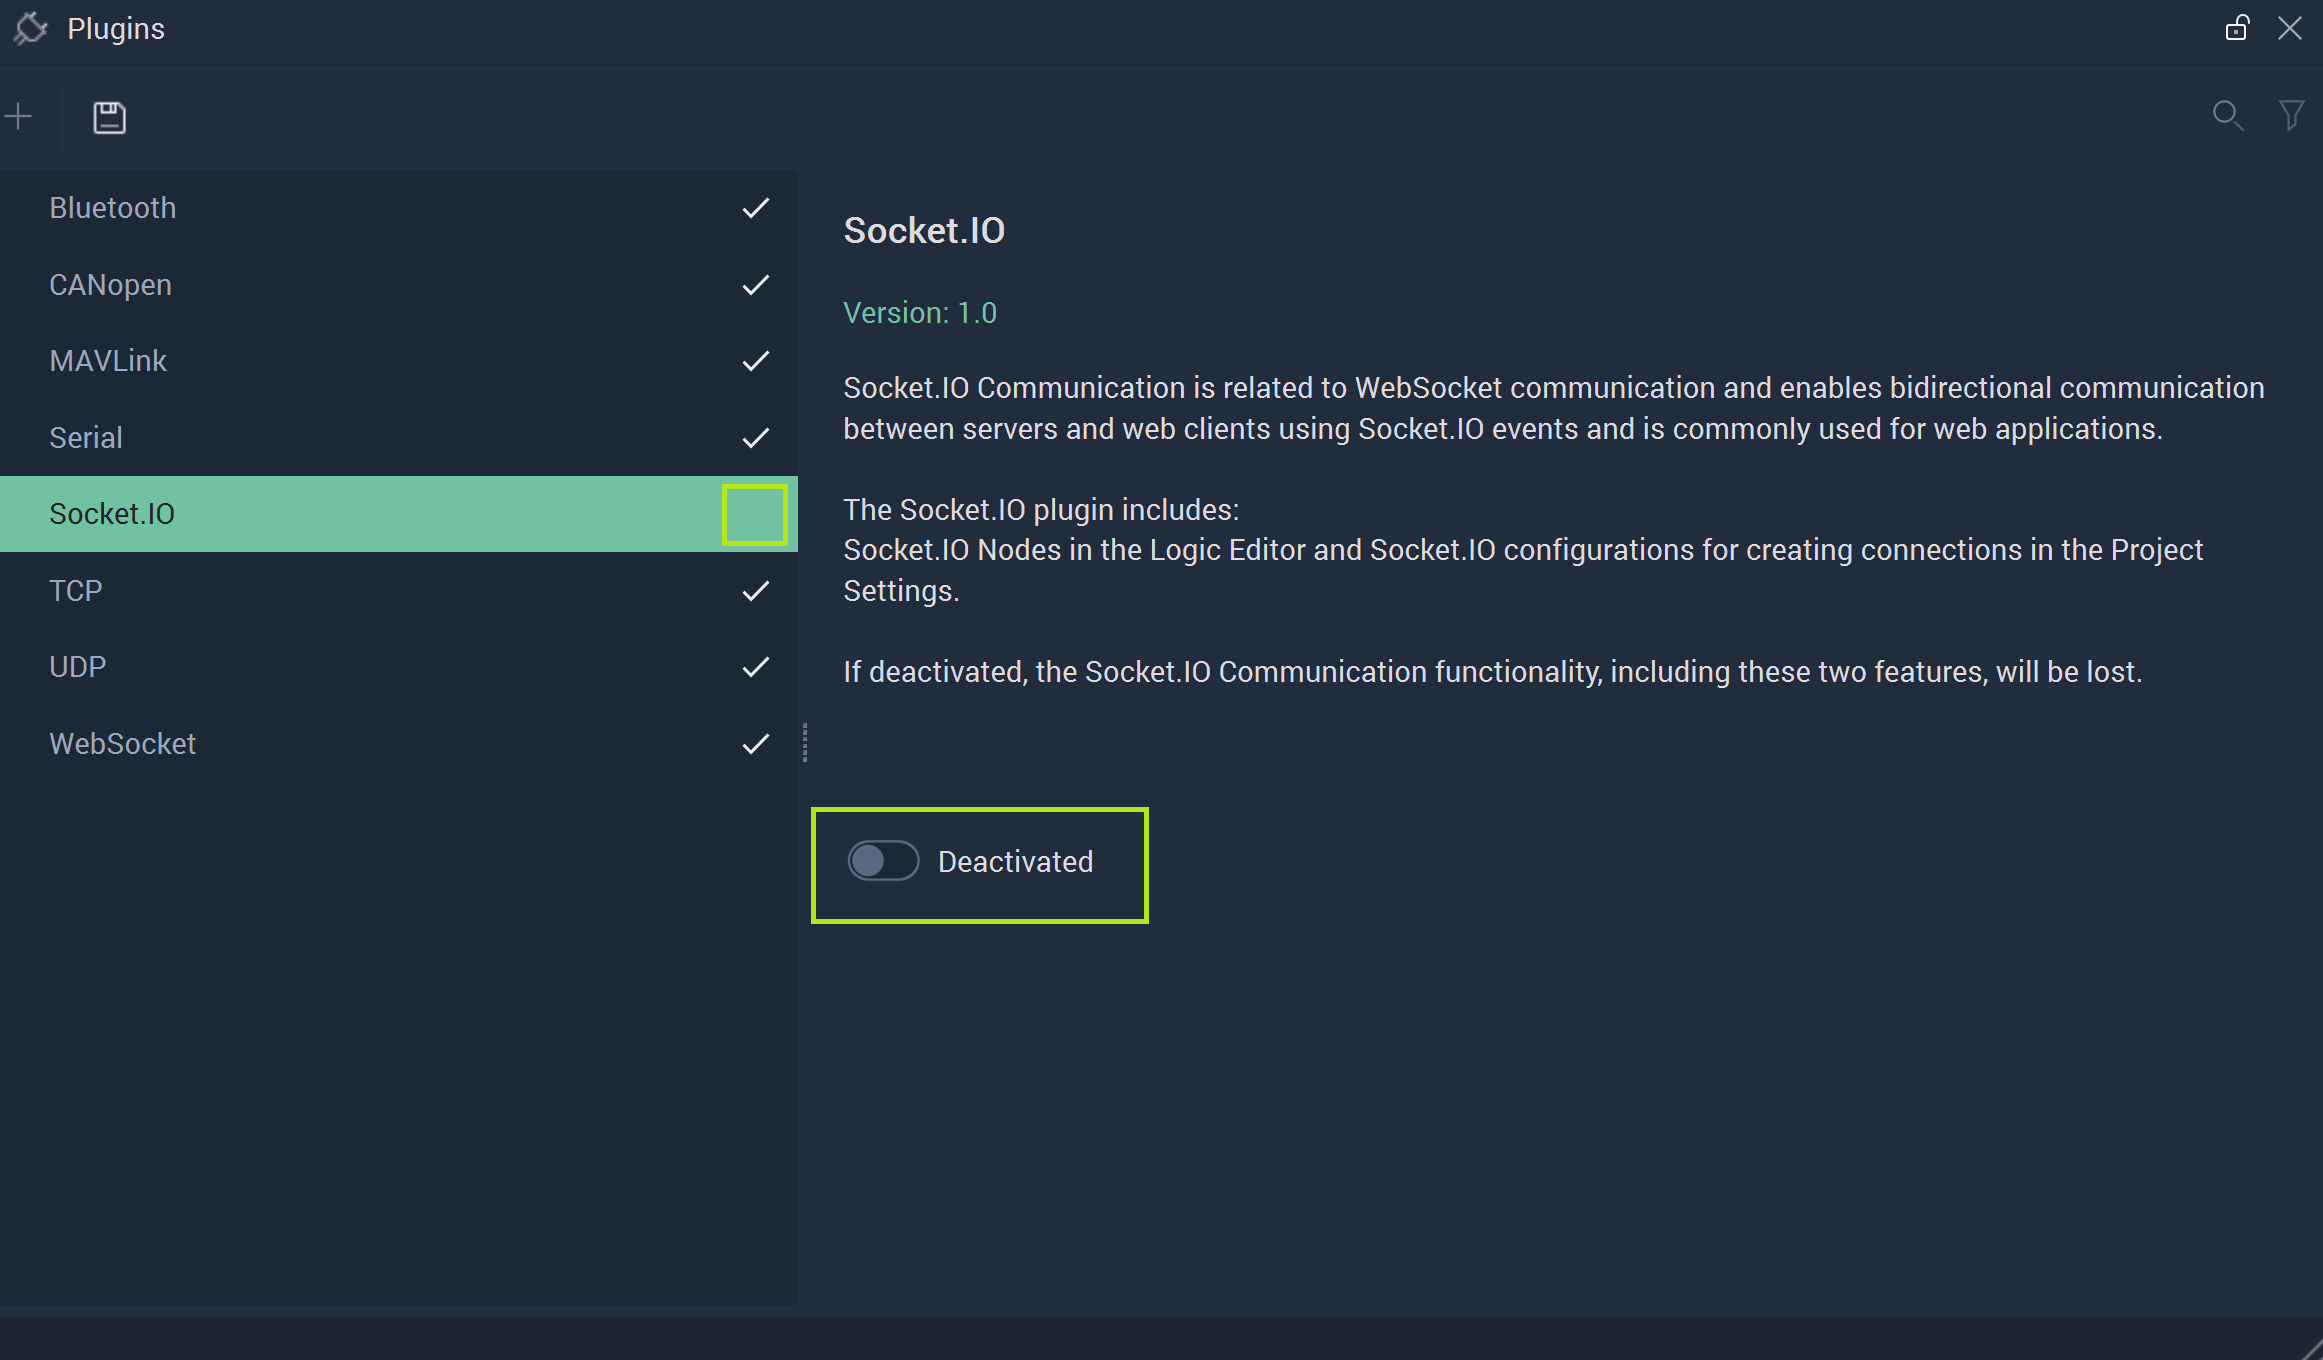 Plugins
Bluetooth
CANopen
MAVLink
Serial
Socket.IO
TCP
UDP
WebSocket
Socket.IO
Version: 1.0
Socket.IO Communication is related to WebSocket communication and enables bidirectional communication
between servers and web clients using Socket.IO events and is commonly used for web applications.
The Socket.IO plugin includes:
Socket.IO Nodes in the Logic Editor and Socket.IO configurations for creating connections in the Project
Settings.
If deactivated, the Socket.IO Communication functionality, including these two features, will be lost.
Deactivated